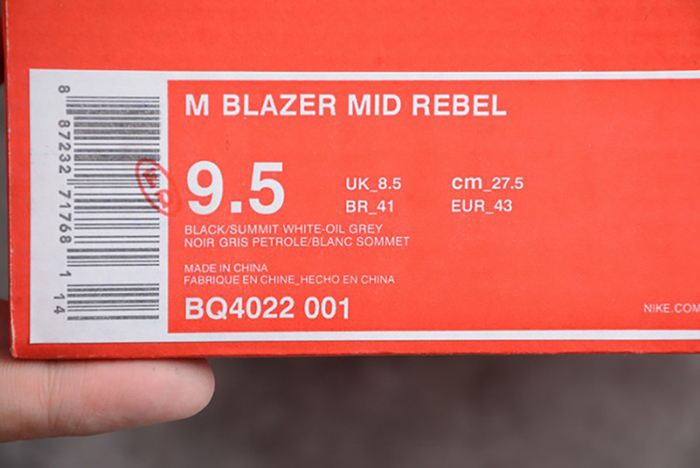 M BLAZER MID REBEL
9.5
UK_8.5
cm_27.5
BR_41
EUR_43
BLACK/SUMMIT WHITE-OIL GREY
NOIR GRIS PETROLE/BLANC SOMMET
MADE IN CHINA
FABRIQUE EN CHINE_HECHO EN CHINA
BQ4022 001
NIKE.COM
8 87232 71768 1 14